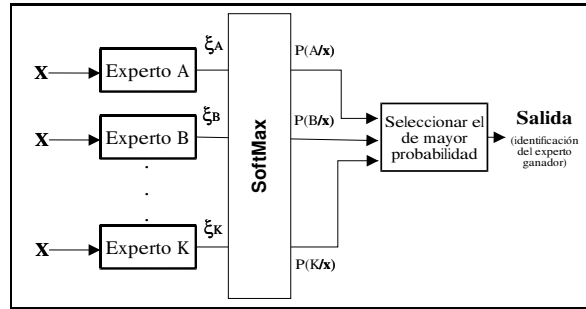 ξA
P(A/x)
X
Experto A
ξB
P(B/x)
X
Experto B
Seleccionar el
de mayor
probabilidad
Salida
(identificación
del experto
ganador)
SoftMax
.
.
.
ξK
X
Experto K
P(K/x)